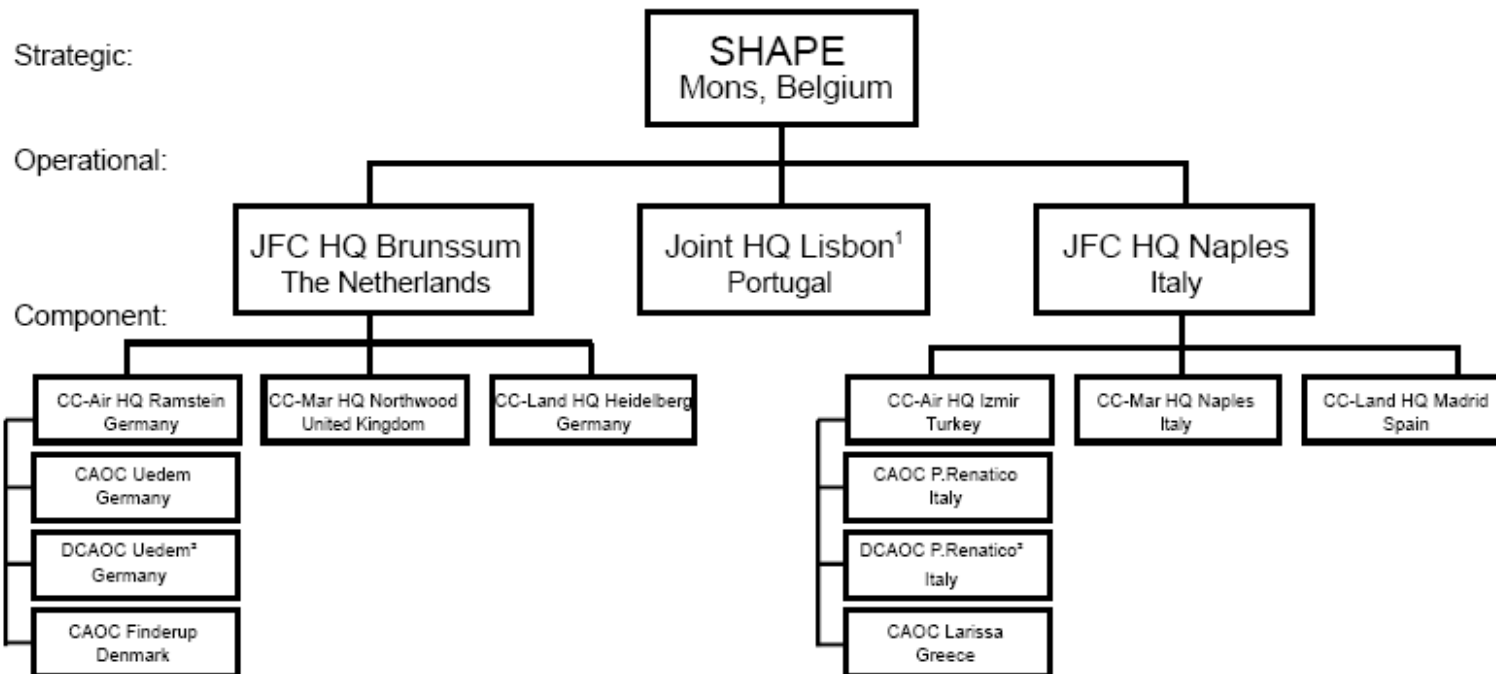 Strategic:
SHAPE
Mons, Belgium
Operational:
JFC HQ Brunssum
The Netherlands
Joint HQ Lisbon¹
Portugal
JFC HQ Naples
Italy
Component:
CC-Air HQ Ramstein
Germany
CC-Mar HQ Northwood
United Kingdom
CC-Land HQ Heidelberg
Germany
CC-Air HQ Izmir
Turkey
CC-Mar HQ Naples
Italy
CC-Land HQ Madrid
Spain
CAOC Uedem
Germany
CAOC P.Renatico
Italy
DCAOC Uedem²
Germany
DCAOC P.Renatico²
Italy
CAOC Finderup
Denmark
CAOC Larissa
Greece